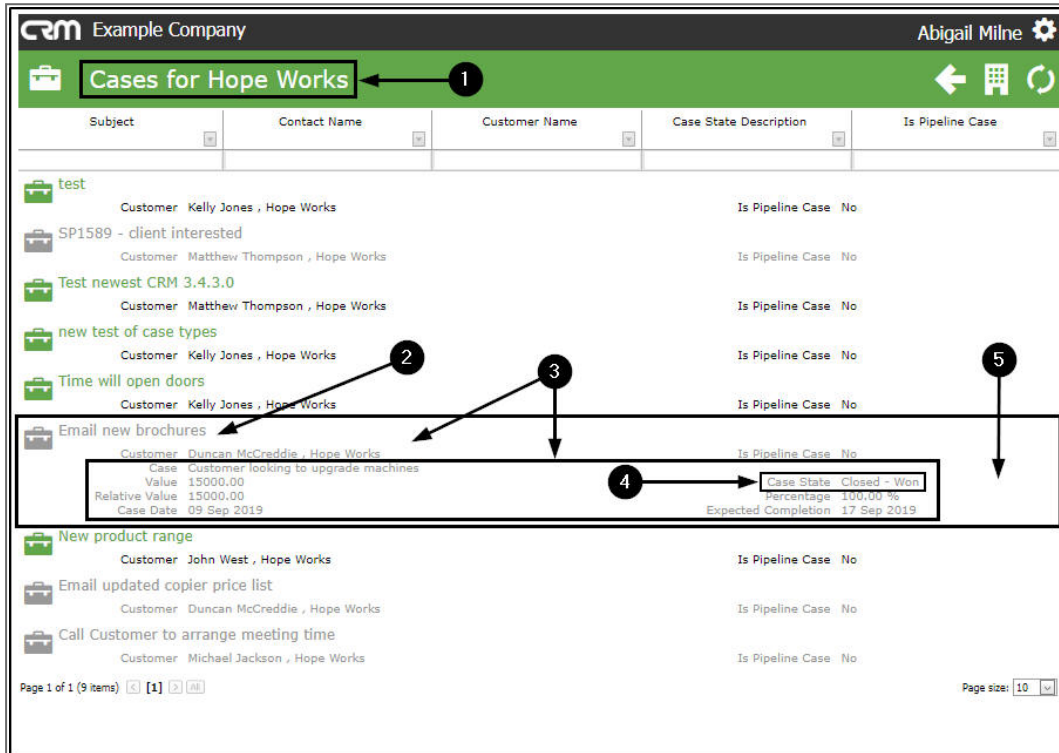 CRM Example Company Abigail Milne
Cases for Hope Works 1
Subject Contact Name Customer Name Case State Description Is Pipeline Case
test
Customer Kelly Jones , Hope Works Is Pipeline Case No
SP1589 - client interested
Customer Matthew Thompson , Hope Works Is Pipeline Case No
Test newest CRM 3.4.3.0
Customer Matthew Thompson , Hope Works Is Pipeline Case No
new test of case types
Customer Kelly Jones , Hope Works Is Pipeline Case No
2
3
5
Time will open doors
Customer Kelly Jones , Hope Works Is Pipeline Case No
Email new brochures
Customer Duncan McCreddie , Hope Works Is Pipeline Case No
Case Customer looking to upgrade machines
Value 15000.00 4 Case State Closed - Won
Relative Value 15000.00 Percentage 100.00 %
Case Date 09 Sep 2019 Expected Completion 17 Sep 2019
New product range
Customer John West , Hope Works Is Pipeline Case No
Email updated copier price list
Customer Duncan McCreddie , Hope Works Is Pipeline Case No
Call Customer to arrange meeting time
Customer Michael Jackson , Hope Works Is Pipeline Case No
Page 1 of 1 (9 items) < [1] > All Page size: 10